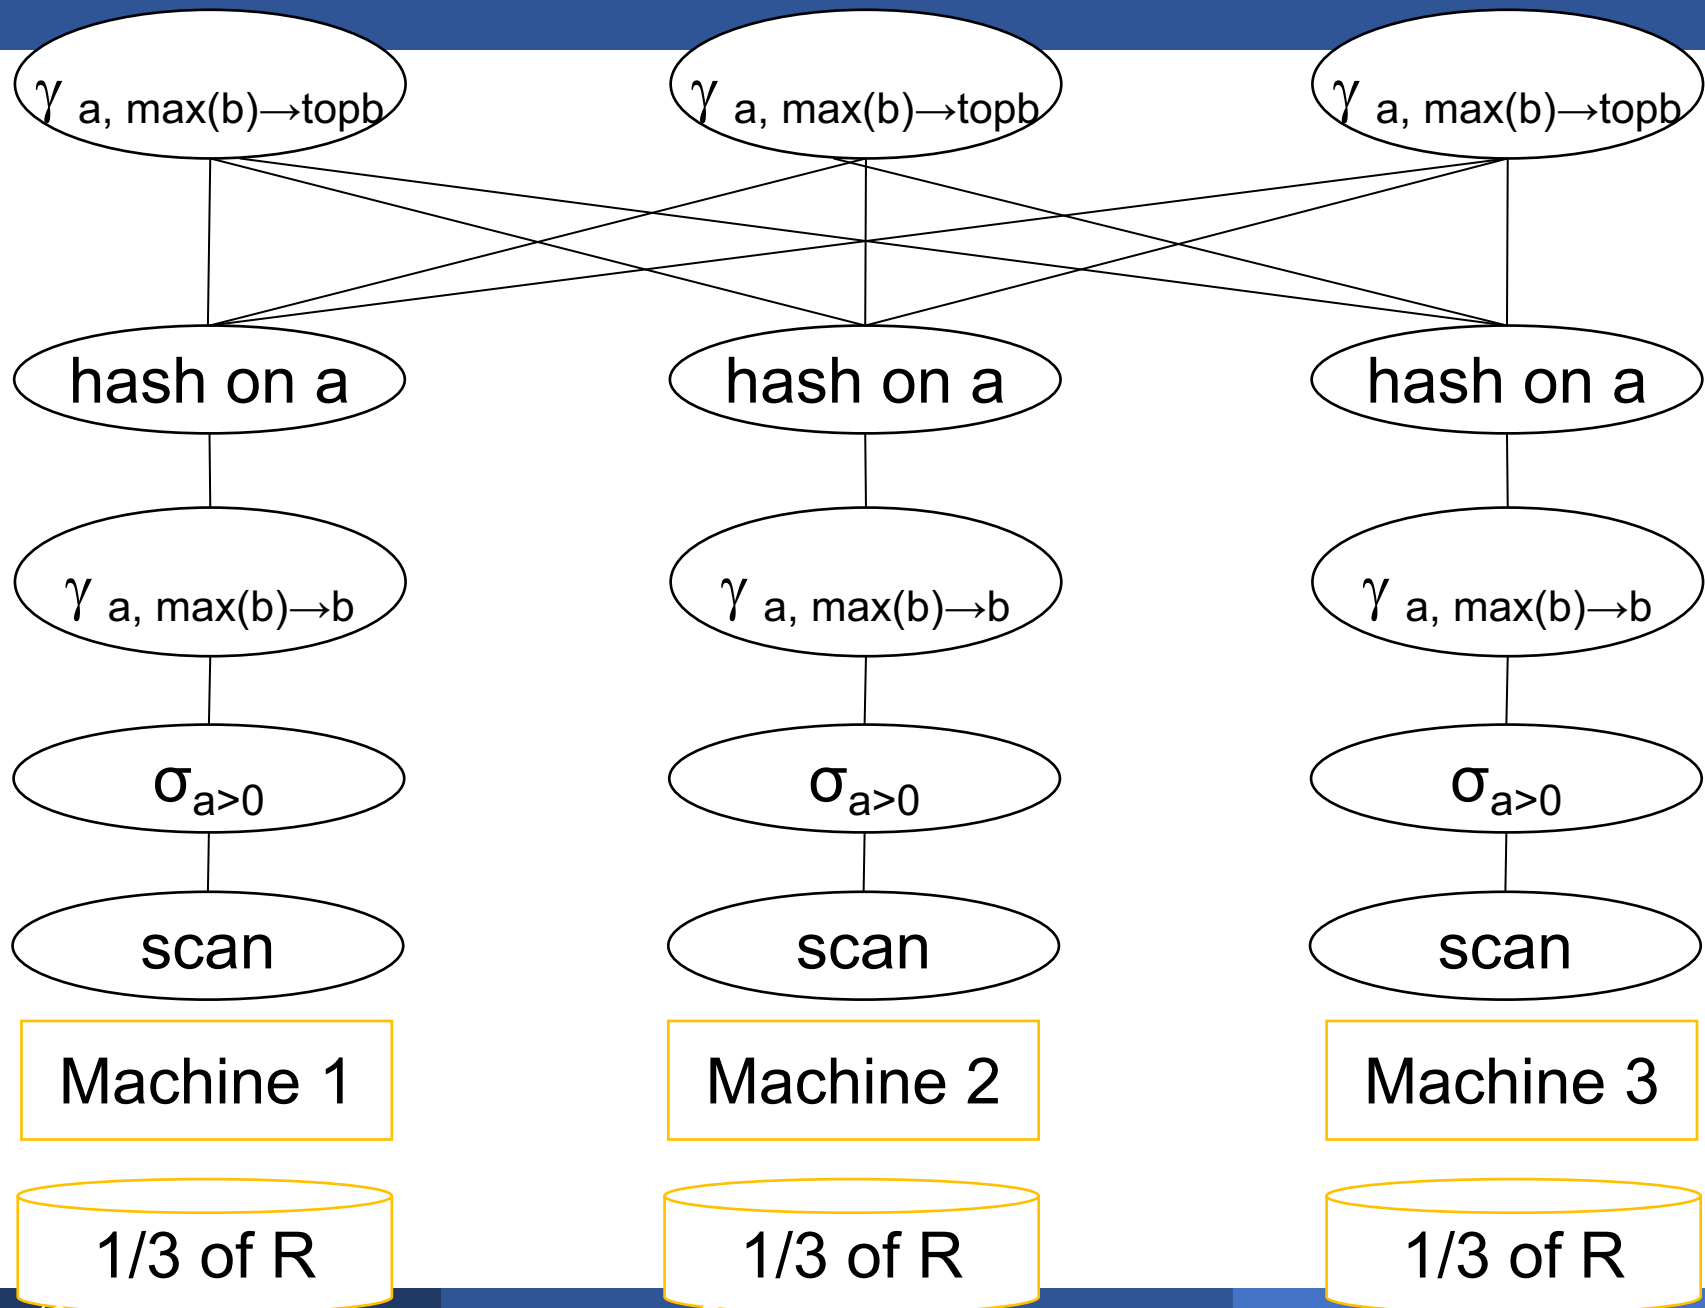 γ a, max(b)→topb γ a, max(b)→topb γ a, max(b)→topb
hash on a hash on a hash on a
γ a, max(b)→b γ a, max(b)→b γ a, max(b)→b
σa>0 σa>0 σa>0
scan scan scan
Machine 1 Machine 2 Machine 3
1/3 of R 1/3 of R 1/3 of R